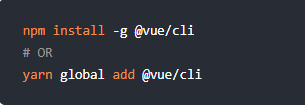 npm install -g @vue/cli
# OR
yarn global add @vue/cli